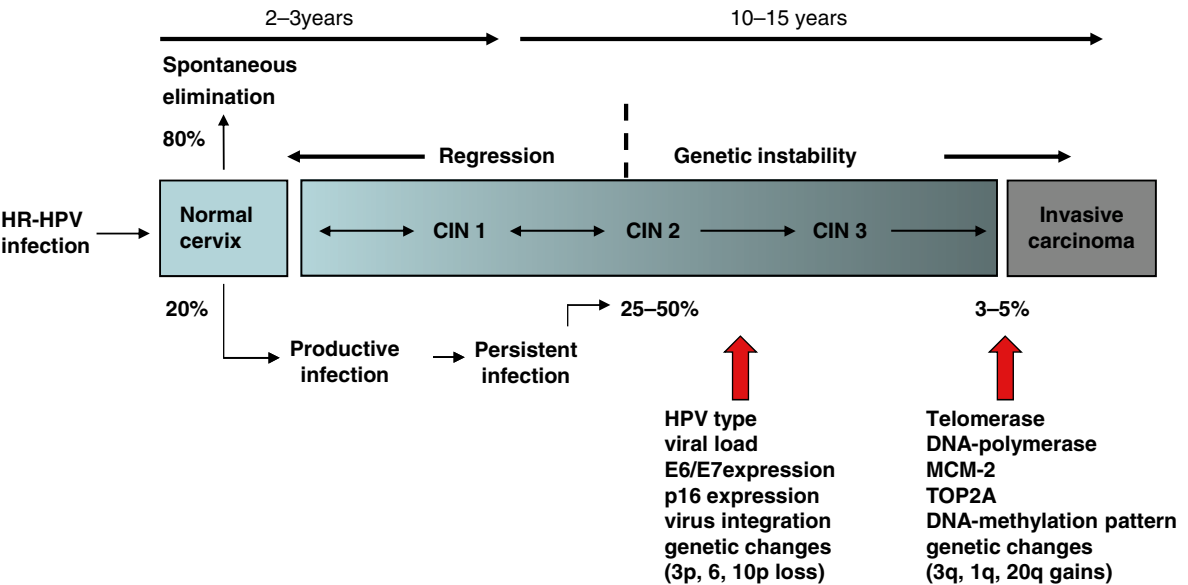 2–3years
10–15 years
Spontaneous
elimination
80%
Regression
Genetic instability
HR-HPV
infection
Normal
cervix
CIN 1
CIN 2
CIN 3
Invasive
carcinoma
20%
25–50%
3–5%
Productive
infection
Persistent
infection
HPV type
viral load
E6/E7expression
p16 expression
virus integration
genetic changes
(3p, 6, 10p loss)
Telomerase
DNA-polymerase
MCM-2
TOP2A
DNA-methylation pattern
genetic changes
(3q, 1q, 20q gains)